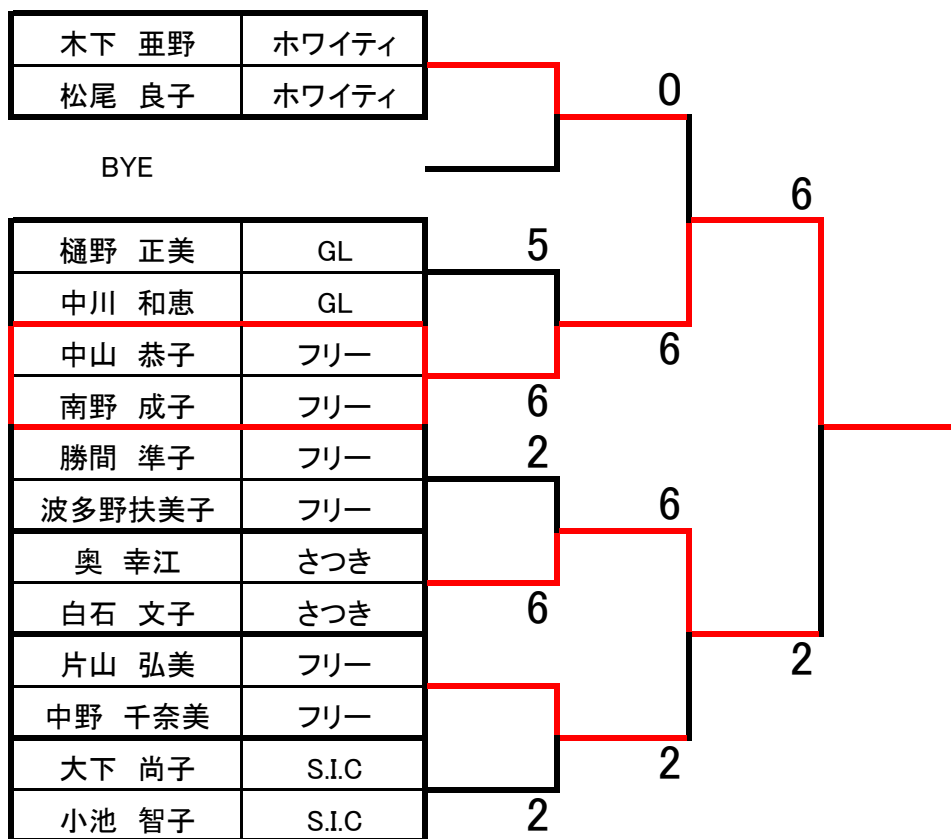 木下 亜野 ホワイティ
0
松尾 良子 ホワイティ
BYE
6
樋野 正美 GL 5
中川 和恵 GL
中山 恭子 フリー 6
南野 成子 フリー 6
勝間 準子 フリー 2
波多野扶美子 フリー 6
奥 幸江 さつき
白石 文子 さつき 6
片山 弘美 フリー 2
中野 千奈美 フリー
大下 尚子 S.I.C 2
小池 智子 S.I.C 2